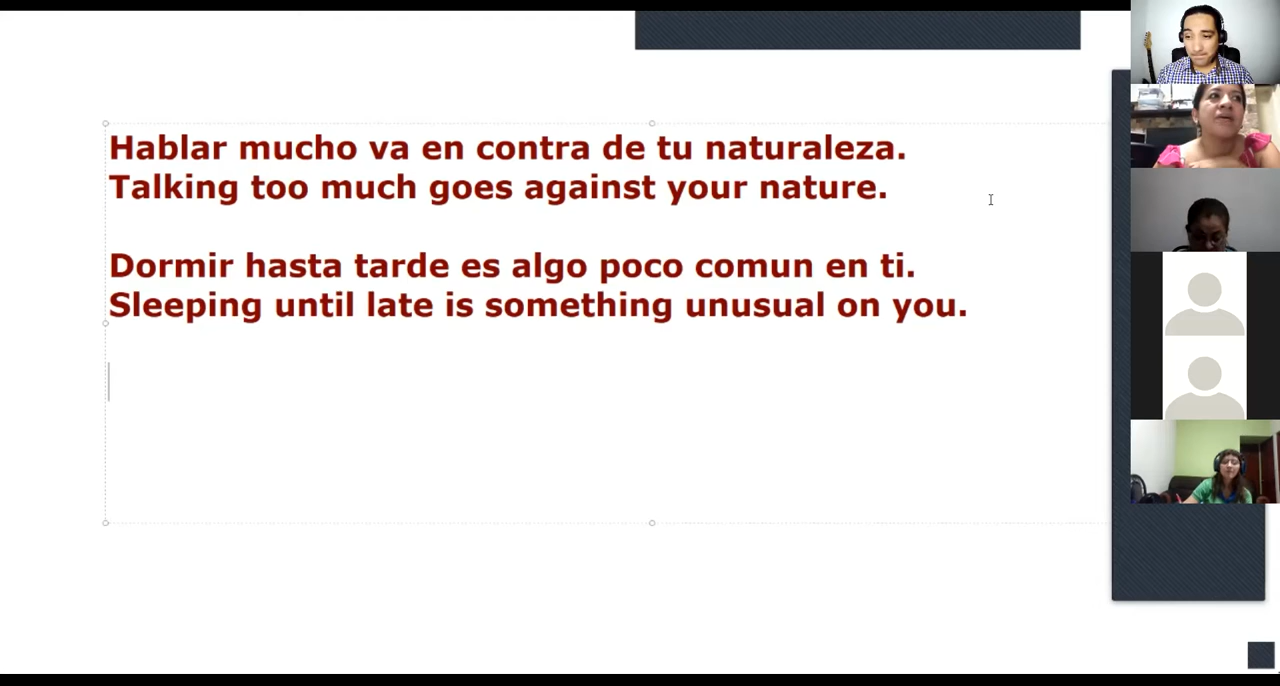 Hablar mucho va en contra de tu naturaleza.
Talking too much goes against your nature.
Dormir hasta tarde es algo poco comun en ti.
Sleeping until late is something unusual on you.